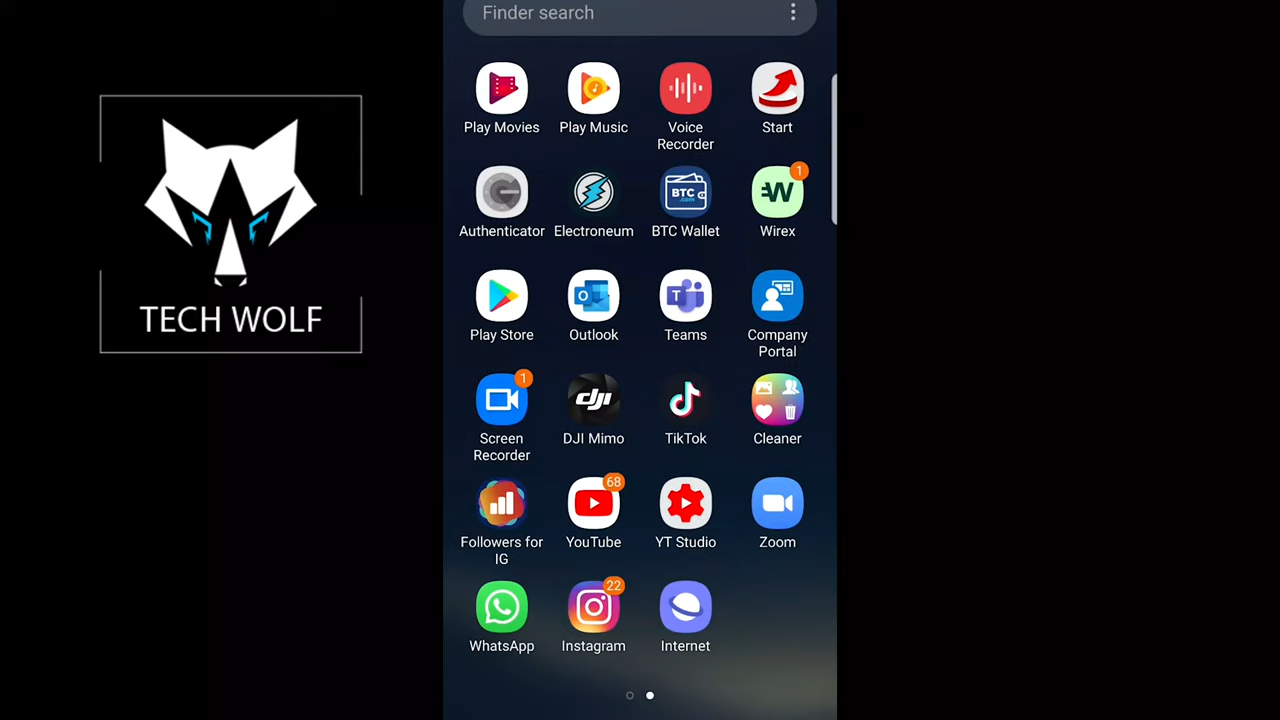 Finder search
Play Movies
Play Music
Voice
Recorder
Start
Authenticator
Electroneum
BTC
.com
BTC Wallet
1
W
Wirex
Play Store
O
Outlook
T
Teams
Company
Portal
1
Screen
Recorder
dji
DJI Mimo
TikTok
Cleaner
Followers for
IG
68
YouTube
YT Studio
Zoom
WhatsApp
22
Instagram
Internet
TECH WOLF